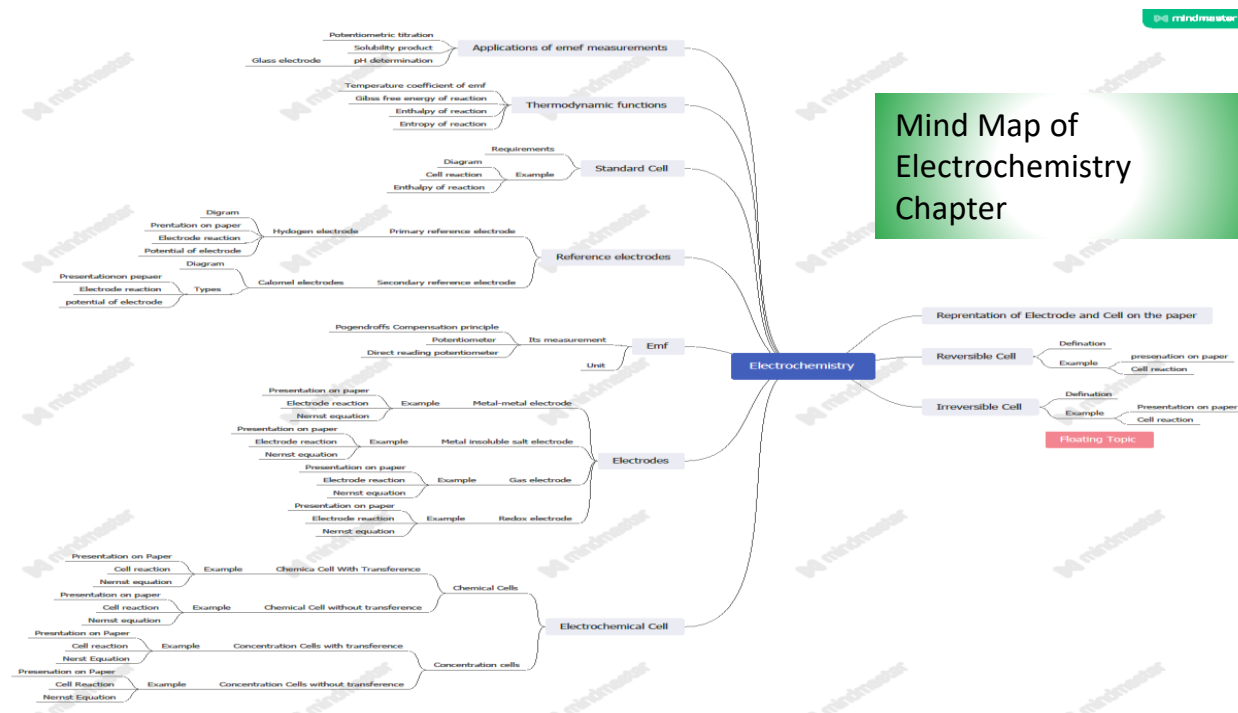 mindmaster
Mind Map of
Electrochemistry
Chapter
Electrochemistry
Applications of emef measurements
Potentiometric titration
Solubility product
pH determination
Glass electrode
Thermodynamic functions
Temperature coefficient of emf
Gibss free energy of reaction
Enthalpy of reaction
Entropy of reaction
Standard Cell
Requirements
Example
Diagram
Cell reaction
Enthalpy of reaction
Reference electrodes
Primary reference electrode
Hydogen electrode
Digram
Prentation on paper
Electrode reaction
Potential of electrode
Secondary reference electrode
Calomel electrodes
Diagram
Types
Presentationon pepaer
Electrode reaction
potential of electrode
Emf
Its measurement
Pogendroffs Compensation principle
Potentiometer
Direct reading potentiometer
Unit
Electrodes
Metal-metal electrode
Example
Presentation on paper
Electrode reaction
Nernst equation
Metal insoluble salt electrode
Example
Presentation on paper
Electrode reaction
Nernst equation
Gas electrode
Example
Presentation on paper
Electrode reaction
Nernst equation
Redox electrode
Example
Presentation on paper
Electrode reaction
Nernst equation
Electrochemical Cell
Chemical Cells
Chemica Cell With Transference
Example
Presentation on Paper
Cell reaction
Nernst equation
Chemical Cell without transference
Example
Presentation on paper
Cell reaction
Nernst equation
Concentration cells
Concentration Cells with transference
Example
Presntation on Paper
Cell reaction
Nerst Equation
Concentration Cells without transference
Example
Presenation on Paper
Cell Reaction
Nernst Equation
Reprentation of Electrode and Cell on the paper
Reversible Cell
Defination
Example
presenation on paper
Cell reaction
Irreversible Cell
Defination
Example
Presentation on paper
Cell reaction
Floating Topic